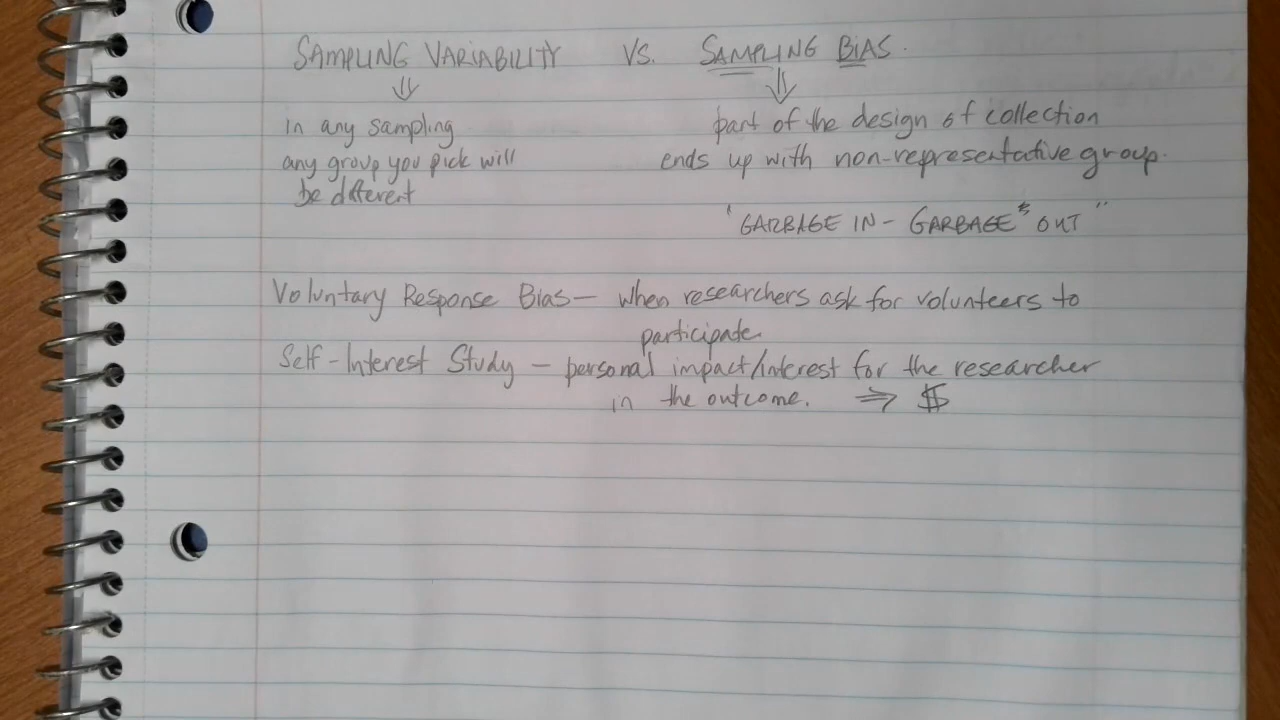 SAMPLING VARIABILITY VS. SAMPLING BIAS.
⇓ ⇓
in any sampling
any group you pick will
be different
part of the design of collection
ends up with non-representative group.
"GARBAGE IN - GARBAGE OUT"
Voluntary Response Bias - when researchers ask for volunteers to
participate.
Self-Interest Study - personal impact/interest for the researcher
in the outcome. ⇒ $